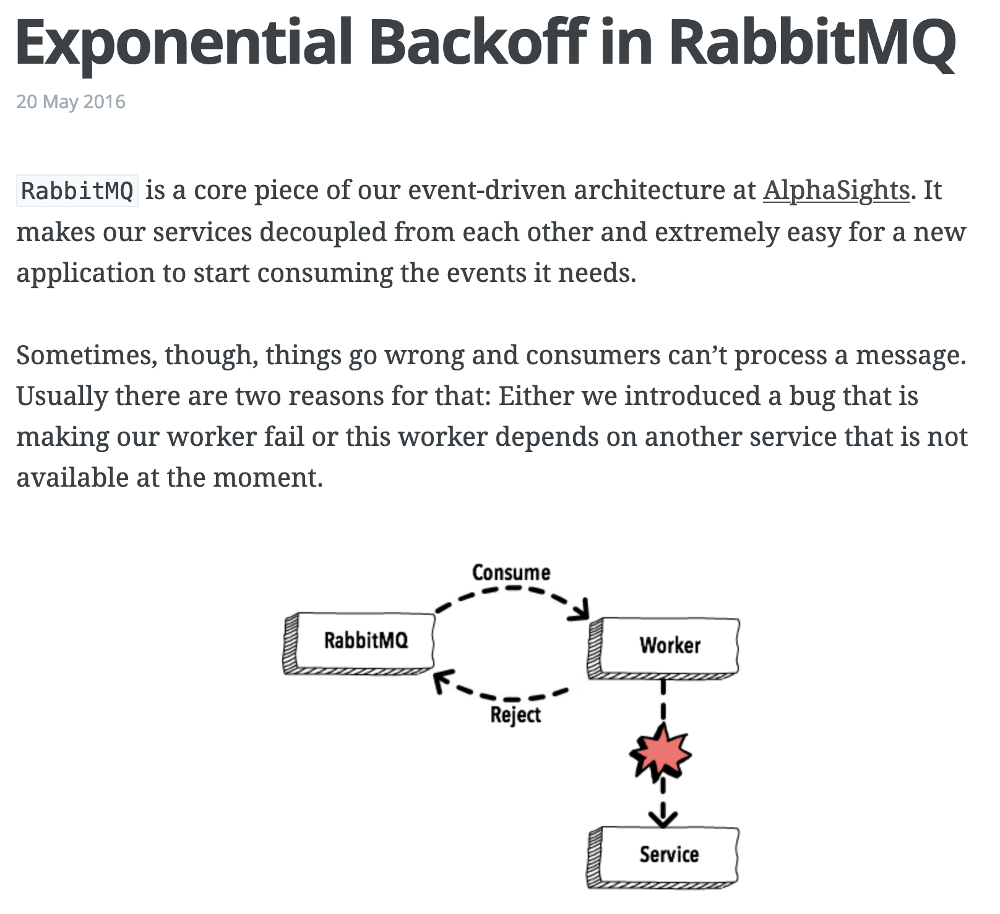 Exponential Backoff in RabbitMQ
20 May 2016
RabbitMQ is a core piece of our event-driven architecture at AlphaSights. It
makes our services decoupled from each other and extremely easy for a new
application to start consuming the events it needs.
Sometimes, though, things go wrong and consumers can’t process a message.
Usually there are two reasons for that: Either we introduced a bug that is
making our worker fail or this worker depends on another service that is not
available at the moment.
Consume
RabbitMQ
Worker
Reject
Service